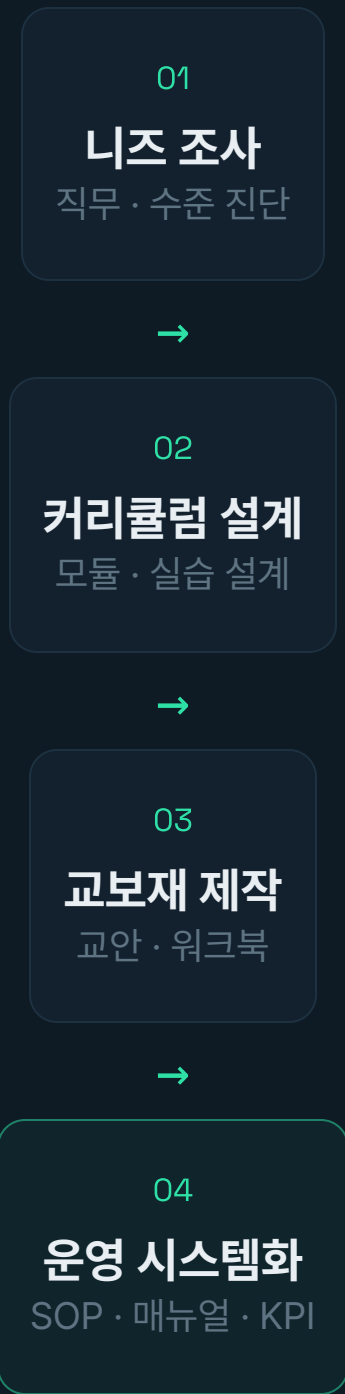 01
니즈 조사
직무 · 수준 진단
→
02
커리큘럼 설계
모듈 · 실습 설계
→
03
교보재 제작
교안 · 워크북
→
04
운영 시스템화
SOP · 매뉴얼 · KPI